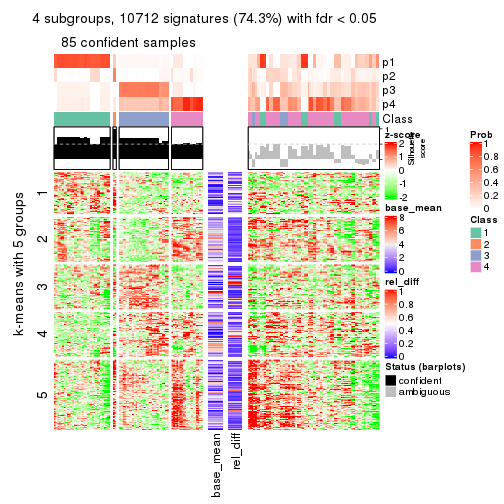 4 subgroups, 10712 signatures (74.3%) with fdr < 0.05
85 confident samples
p1
p2
p3
p4
Class
1
Silhouette
score
k-means with 5 groups
1
2
3
4
5
base_mean
rel_diff
z-score
2
1
0
-1
-2
base_mean
8
6
4
2
0
rel_diff
1
0.8
0.6
0.4
0.2
0
Status (barplots)
confident
ambiguous
Prob
1
0.8
0.6
0.4
0.2
0
Class
1
2
3
4